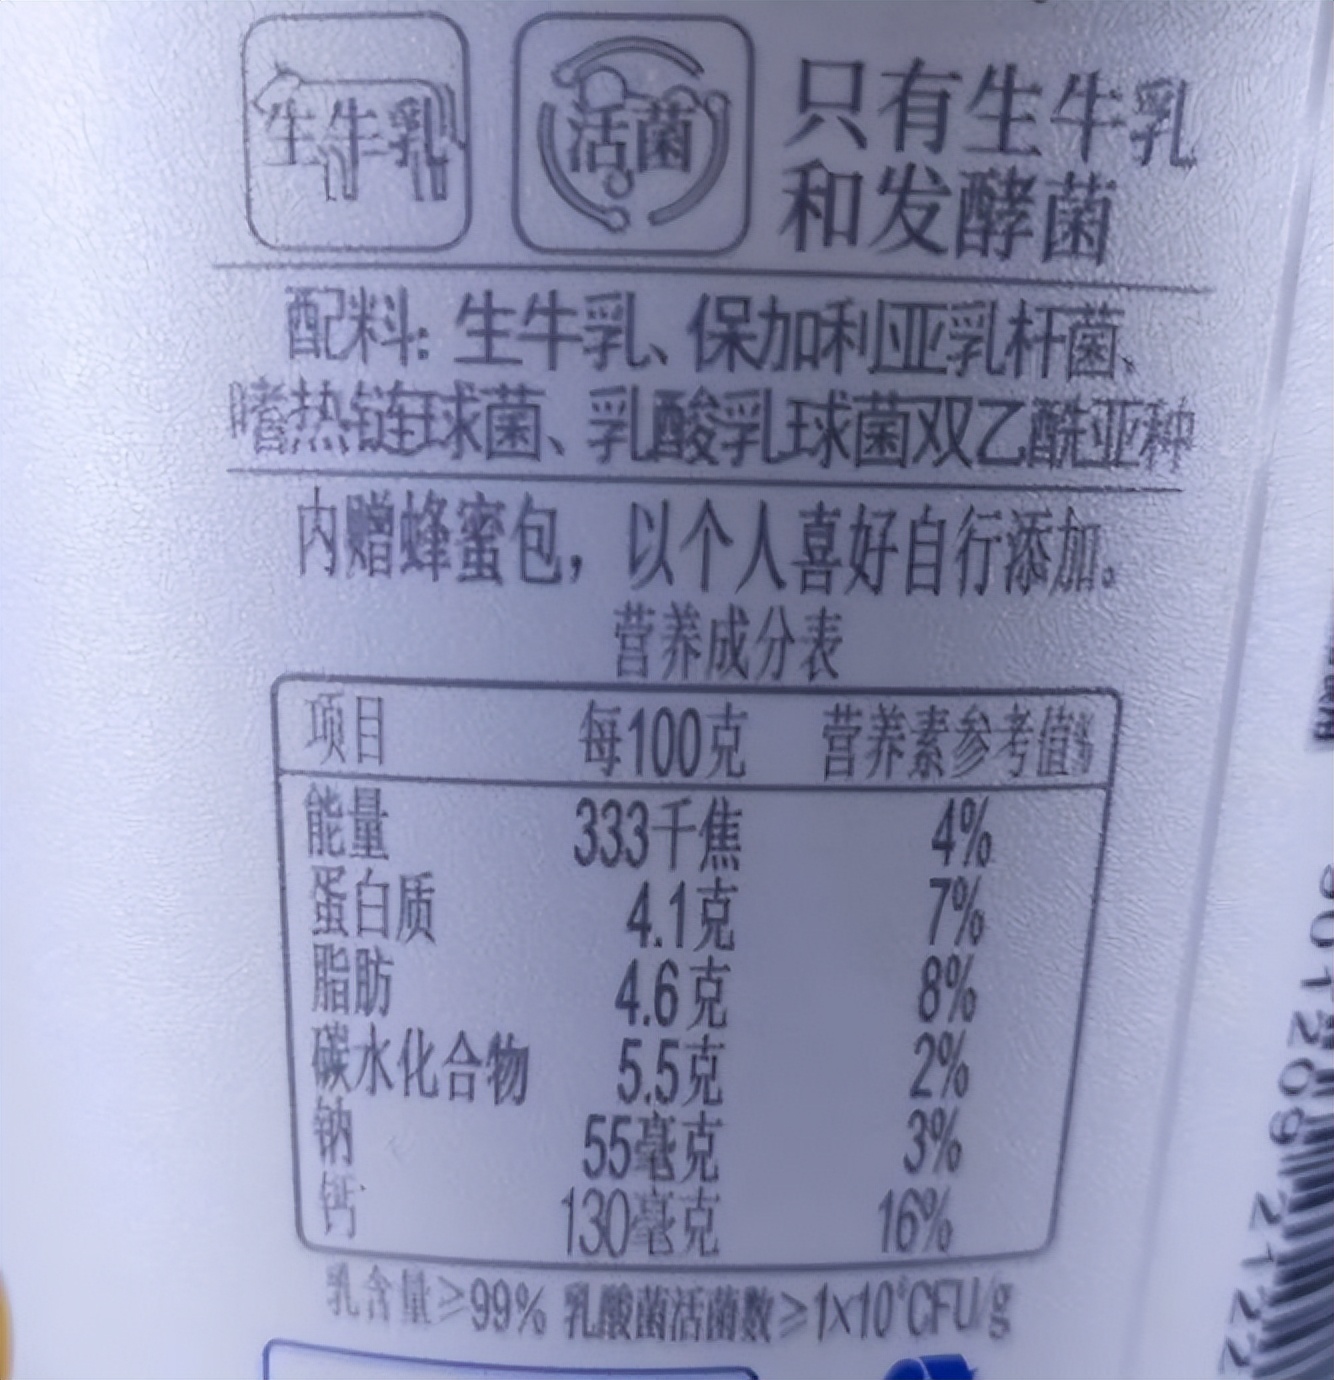 生牛乳
活菌
只有生牛乳
和发酵菌
配料：生牛乳、保加利亚乳杆菌、
嗜热链球菌、乳酸乳球菌双乙酰亚种
内赠蜂蜜包，以个人喜好自行添加。
营养成分表
项目 每100克 营养素参考值%
能量 333千焦 4%
蛋白质 4.1克 7%
脂肪 4.6克 8%
碳水化合物 5.5克 2%
钠 55毫克 3%
钙 130毫克 16%
乳含量≥99% 乳酸菌活菌数≥1×10⁶CFU/g